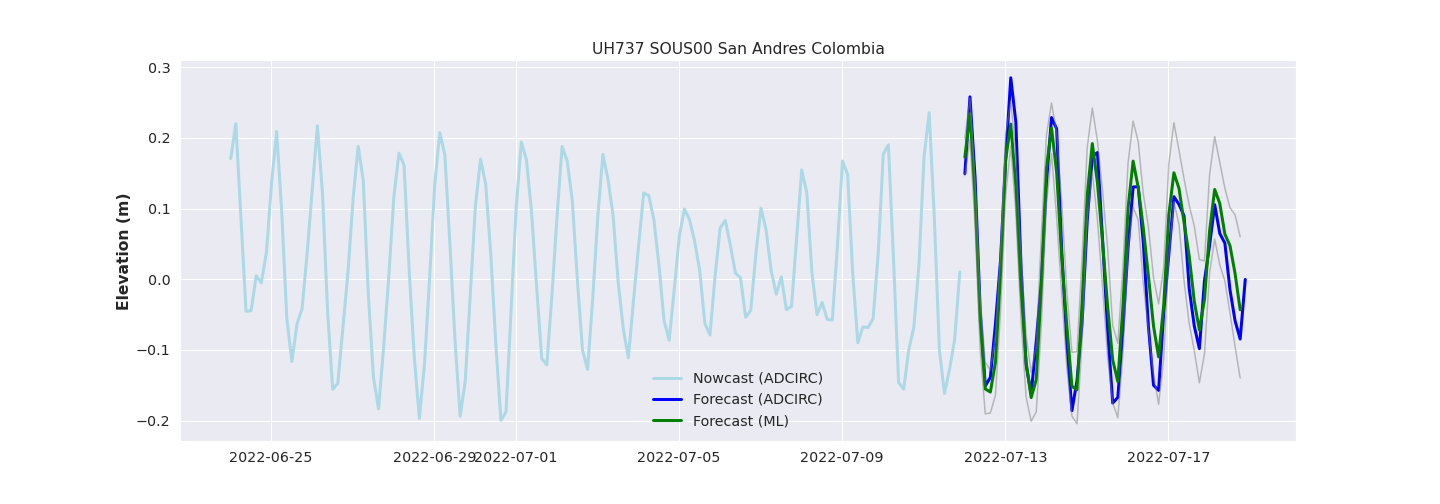 UH737 SOUS00 San Andres Colombia
Elevation (m)
0.3
0.2
0.1
0.0
−0.1
−0.2
Nowcast (ADCIRC)
Forecast (ADCIRC)
Forecast (ML)
2022-06-25 2022-06-29 2022-07-01 2022-07-05 2022-07-09 2022-07-13 2022-07-17